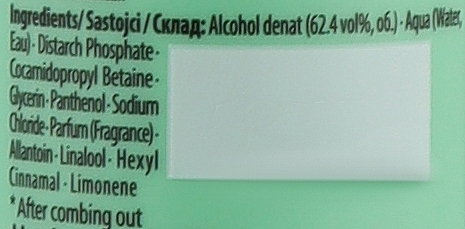 Ingredients/ Sastojci / Склад: Alcohol denat (62.4 vol%, об.) · Aqua (Water,
Eau) · Distarch Phosphate ·
Cocamidopropyl Betaine ·
Glycerin · Panthenol · Sodium
Chloride · Parfum (Fragrance) ·
Allantoin · Linalool · Hexyl
Cinnamal · Limonene
*After combing out